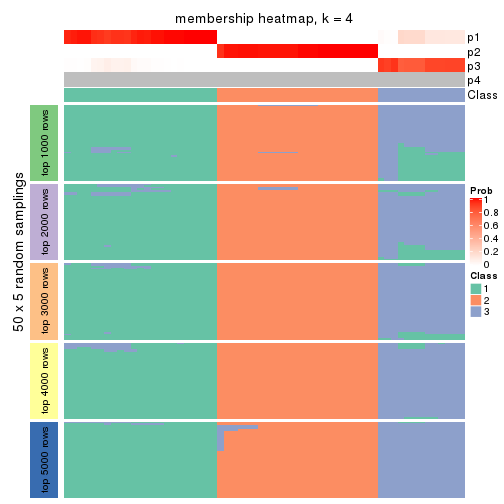 membership heatmap, k = 4
p1
p2
p3
p4
Class
50 x 5 random samplings
top 1000 rows
top 2000 rows
top 3000 rows
top 4000 rows
top 5000 rows
Prob
1
0.8
0.6
0.4
0.2
0
Class
1
2
3